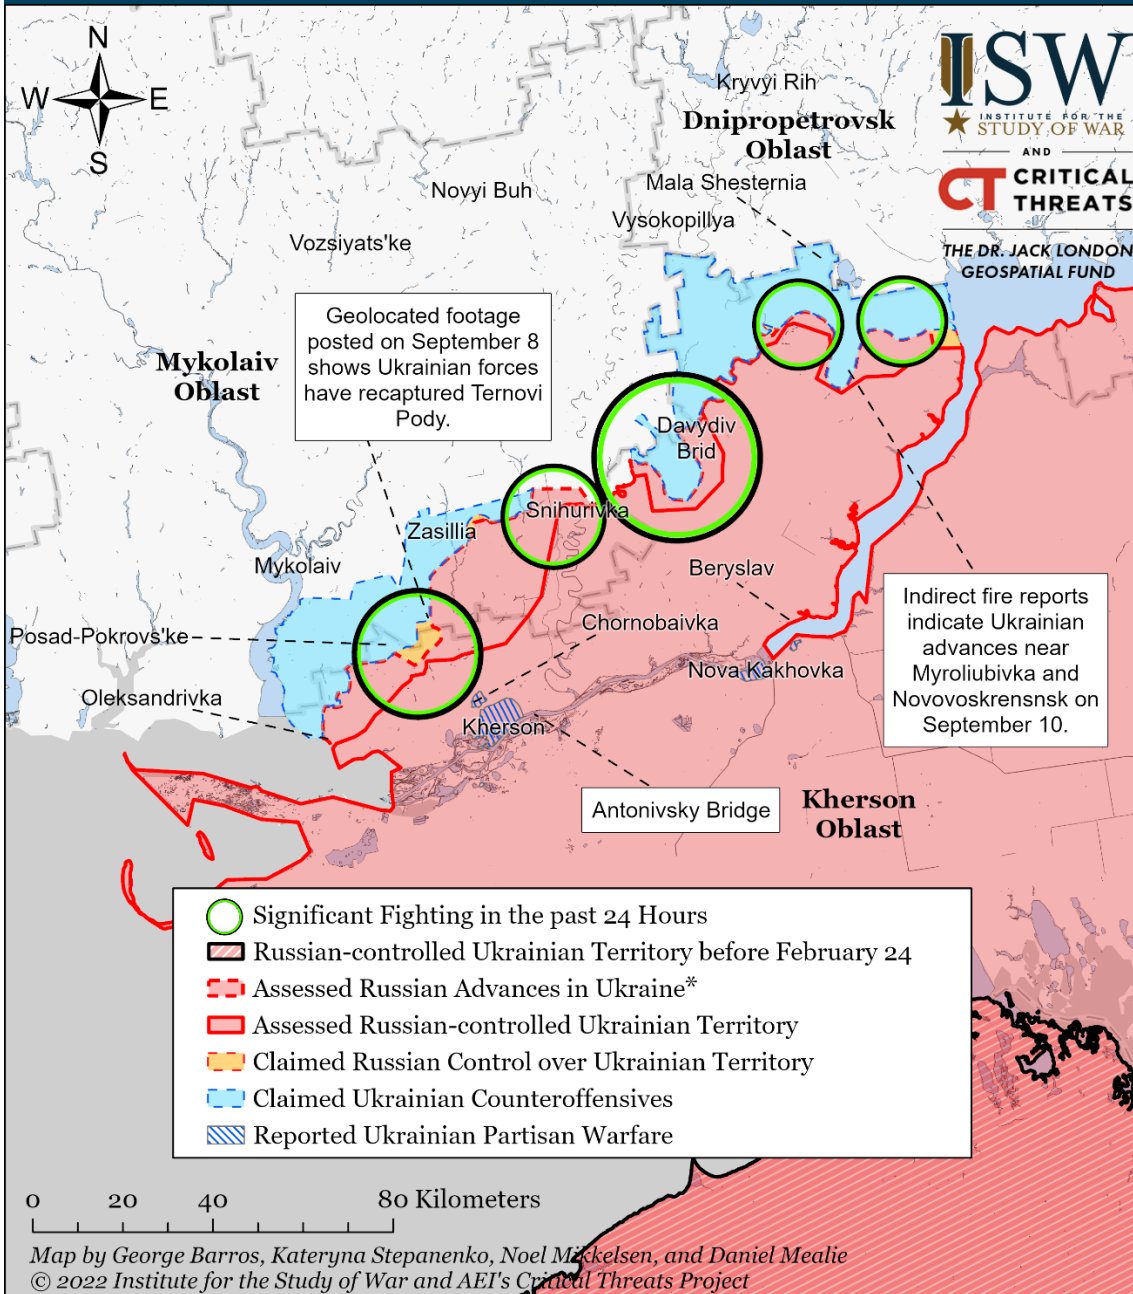 N
W E
S
ISW
INSTITUTE FOR THE
STUDY OF WAR
AND
CT CRITICAL
THREATS
THE DR. JACK LONDON
GEOSPATIAL FUND
Kryvyi Rih
Dnipropetrovsk
Oblast
Mala Shesternia
Novyi Buh
Vysokopillya
Vozsiyats'ke
Geolocated footage
posted on September 8
shows Ukrainian forces
have recaptured Ternovi
Pody.
Mykolaiv
Oblast
Davydiv
Brid
Snihurivka
Zasillia
Mykolaiv
Beryslav
Indirect fire reports
indicate Ukrainian
advances near
Myroliubivka and
Novovoskrensnsk on
September 10.
Chornobaivka
Posad-Pokrovs'ke
Nova Kakhovka
Oleksandrivka
Kherson
Antonivsky Bridge
Kherson
Oblast
Significant Fighting in the past 24 Hours
Russian-controlled Ukrainian Territory before February 24
Assessed Russian Advances in Ukraine*
Assessed Russian-controlled Ukrainian Territory
Claimed Russian Control over Ukrainian Territory
Claimed Ukrainian Counteroffensives
Reported Ukrainian Partisan Warfare
0 20 40 80 Kilometers
Map by George Barros, Kateryna Stepanenko, Noel Mikkelsen, and Daniel Mealie
© 2022 Institute for the Study of War and AEI's Critical Threats Project